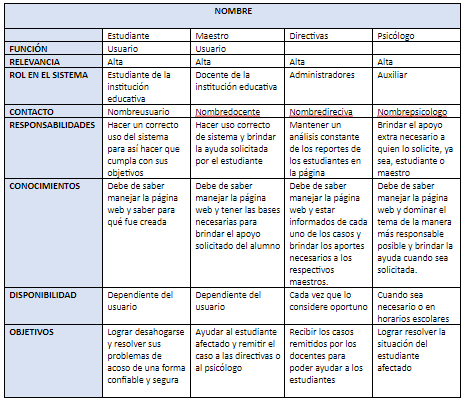 NOMBRE
Estudiante Maestro Directivas Psicólogo
FUNCIÓN Usuario Usuario
RELEVANCIA Alta Alta Alta Alta
ROL EN EL SISTEMA Estudiante de la Docente de la Administradores Auxiliar
institución institución educativa
educativa
CONTACTO Nombreusuario Nombredocente Nombredireciva Nombrepsicologo
RESPONSABILIDADES Hacer un correcto Hacer uso correcto Mantener un Brindar el apoyo
uso del sistema de sistema y brindar análisis constante extra necesario a
para así hacer que la ayuda solicitada de los reportes de quien lo solicite, ya
cumpla con sus por el estudiante los estudiantes en sea, estudiante o
objetivos la página maestro
CONOCIMIENTOS Debe de saber Debe de saber Debe de saber Debe de saber
manejar la página manejar la página manejar la página manejar la página
web y saber para web y tener las bases web y estar web y dominar el
qué fue creada necesarias para informados de cada tema de la manera
brindar el apoyo uno de los casos y más responsable
solicitado del alumno brindar los aportes posible y brindar la
necesarios a los ayuda cuando sea
respectivos solicitada.
maestros.
DISPONIBILIDAD Dependiente del Dependiente del Cada vez que lo Cuando sea
usuario usuario considere oportuno necesario o en
horarios escolares
OBJETIVOS Lograr desahogarse Ayudar al estudiante Recibir los casos Lograr resolver la
y resolver sus afectado y remitir el remitidos por los situación del
problemas de caso a las directivas o docentes para estudiante
acoso de una forma al psicólogo poder ayudar a los afectado
confiable y segura estudiantes